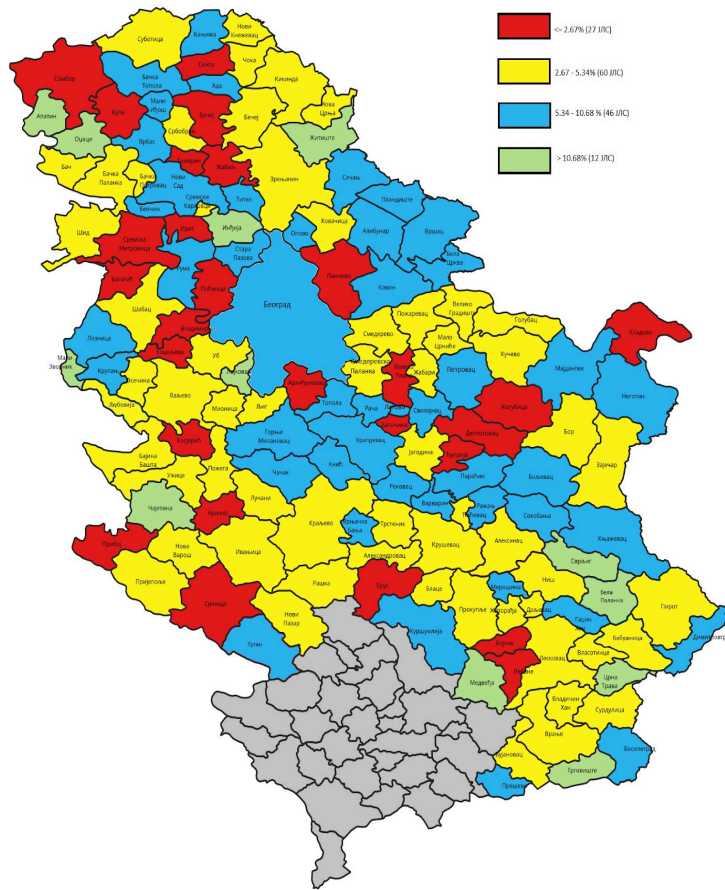 <= 2.67% (27 ЈЛС)
2.67 - 5.34% (60 ЈЛС)
5.34 - 10.68 % (46 ЈЛС)
> 10.68% (12 ЈЛС)
Суботица
Кањижа
Нови
Кнежевац
Сента
Чока
Сомбор
Бачка
Топола
Ада
Кикинда
Апатин
Кула
Мали
Иђош
Бечеј
Бечеј
Нова
Црња
Оџаци
Врбас
Србобран
Житиште
Бач
Бачка
Паланка
Темерин
Жабаљ
Нови
Сад
Зрењанин
Сечањ
Беочин
Сремски
Карловци
Тител
Пландиште
Шид
Сремска
Митровица
Ириг
Инђија
Опово
Ковачица
Алибунар
Вршац
Рума
Стара
Пазова
Бела
Црква
Панчево
Ковин
Богатић
Пећинци
Београд
Шабац
Владимирци
Пожаревац
Велико
Градиште
Голубац
Лозница
Коцељева
Смедерево
Мало
Црниће
Кучево
Кладово
Мали
Зворник
Крупањ
Уб
Смедеревска
Паланка
Жабари
Петровац
Мајданпек
Неготин
Осечина
Аранђеловац
Љубовија
Ваљево
Мионица
Љиг
Топола
Рача
Лапово
Свилајнац
Жагубица
Баточина
Бор
Косјерић
Горњи
Милановац
Крагујевац
Деспотовац
Зајечар
Бајина
Башта
Пожега
Јагодина
Ћуприја
Ужице
Чачак
Кнић
Параћин
Бољевац
Чајетина
Лучани
Рековац
Ариље
Варварин
Ражањ
Ћићевац
Сокобања
Краљево
Врњачка
Бања
Трстеник
Књажевац
Прибој
Нова
Варош
Ивањица
Крушевац
Алексинац
Александровац
Сврљиг
Пријепоље
Рашка
Брус
Блаце
Мерошина
Ниш
Бела
Паланка
Пирот
Сјеница
Прокупље
Житорађа
Дољевац
Нови
Пазар
Гаџин
Хан
Бабушница
Тутин
Куршумлија
Бојник
Димитровград
Лесковац
Власотинце
Медвеђа
Лебане
Црна
Трава
Владичин
Хан
Сурдулица
Врање
Босилеград
Бујановац
Прешево
Трговиште